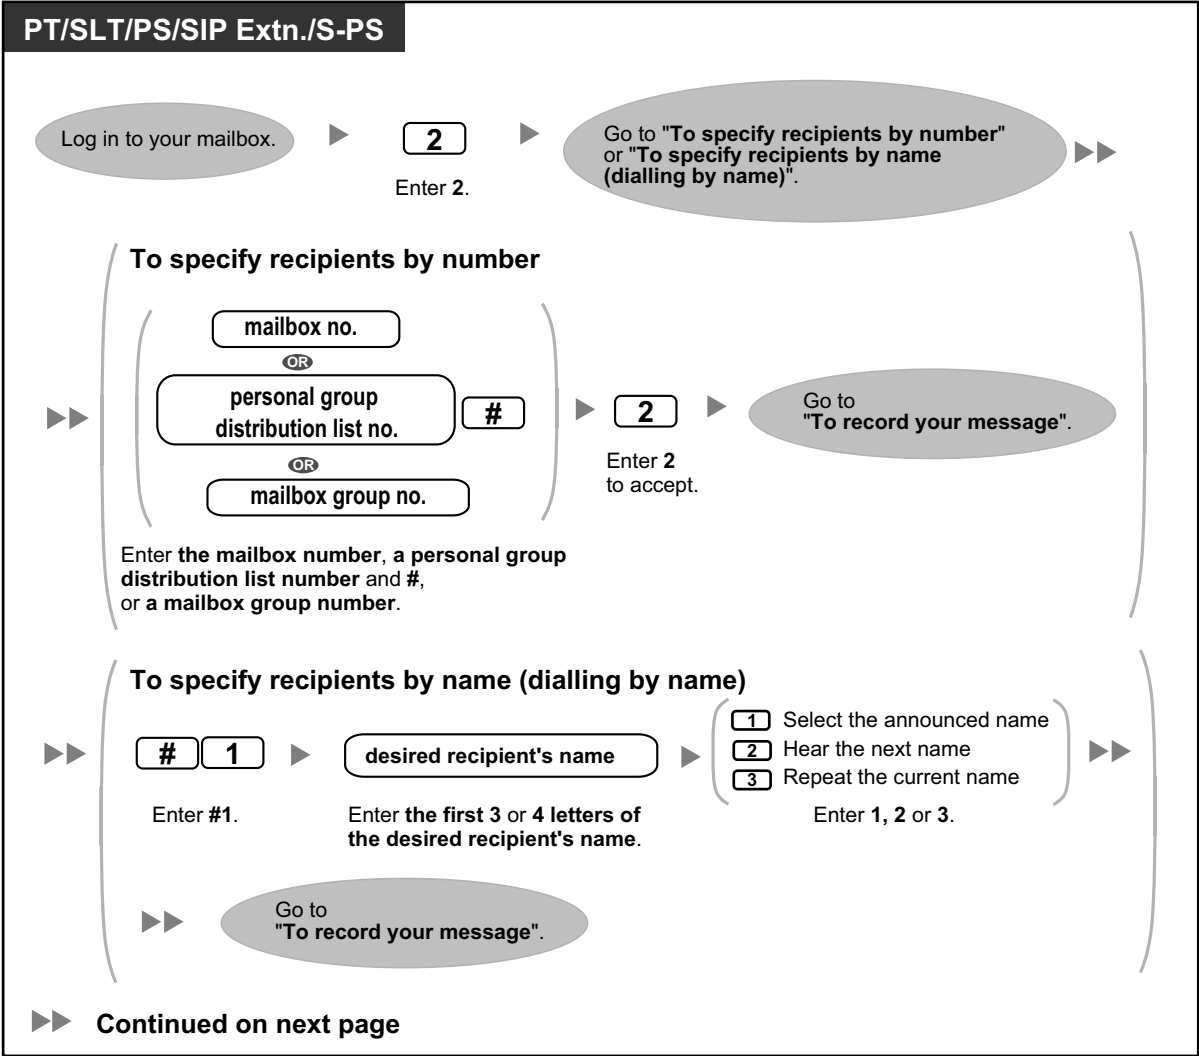 PT/SLT/PS/SIP Extn./S-PS
Log in to your mailbox.
2
Enter 2.
Go to "To specify recipients by number"
or "To specify recipients by name
(dialling by name)".
To specify recipients by number
mailbox no.
OR
personal group
distribution list no.
#
OR
mailbox group no.
Enter the mailbox number, a personal group
distribution list number and #,
or a mailbox group number.
2
Enter 2
to accept.
Go to
"To record your message".
To specify recipients by name (dialling by name)
# 1
Enter #1.
desired recipient's name
Enter the first 3 or 4 letters of
the desired recipient's name.
1 Select the announced name
2 Hear the next name
3 Repeat the current name
Enter 1, 2 or 3.
Go to
"To record your message".
Continued on next page